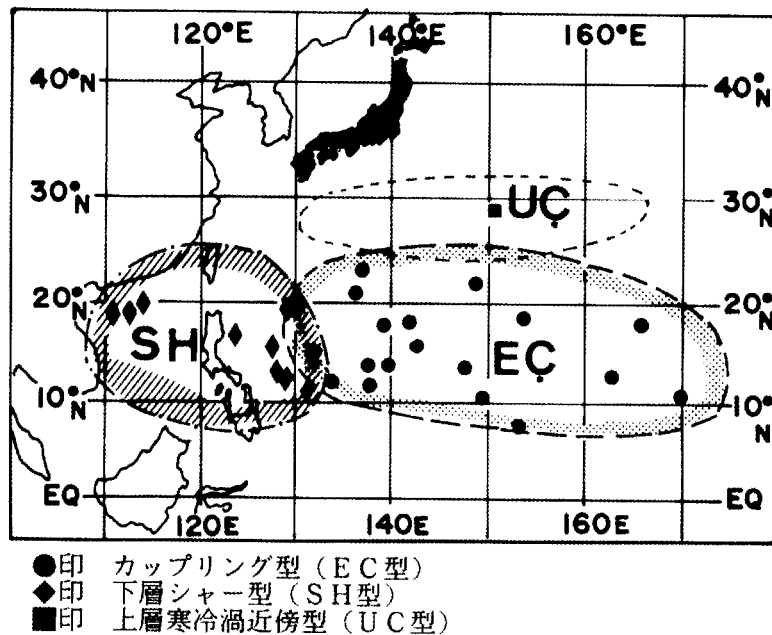 120°E 140°E 160°E
40°N 40°N
30°N UC 30°N
20°N 20°N
SH EC
10°N 10°N
EQ EQ
120E 140E 160E
●印 カップリング型（EC型）
◆印 下層シャー型（SH型）
■印 上層寒冷渦近傍型（UC型）